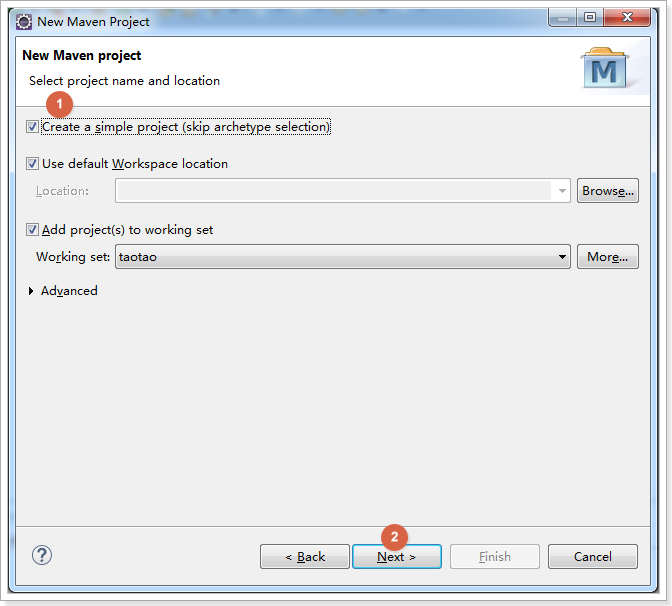 New Maven Project
New Maven project
Select project name and location
M
1
Create a simple project (skip archetype selection)
Use default Workspace location
Location: Browse...
Add project(s) to working set
Working set: taotao More...
Advanced
2
? < Back Next > Finish Cancel